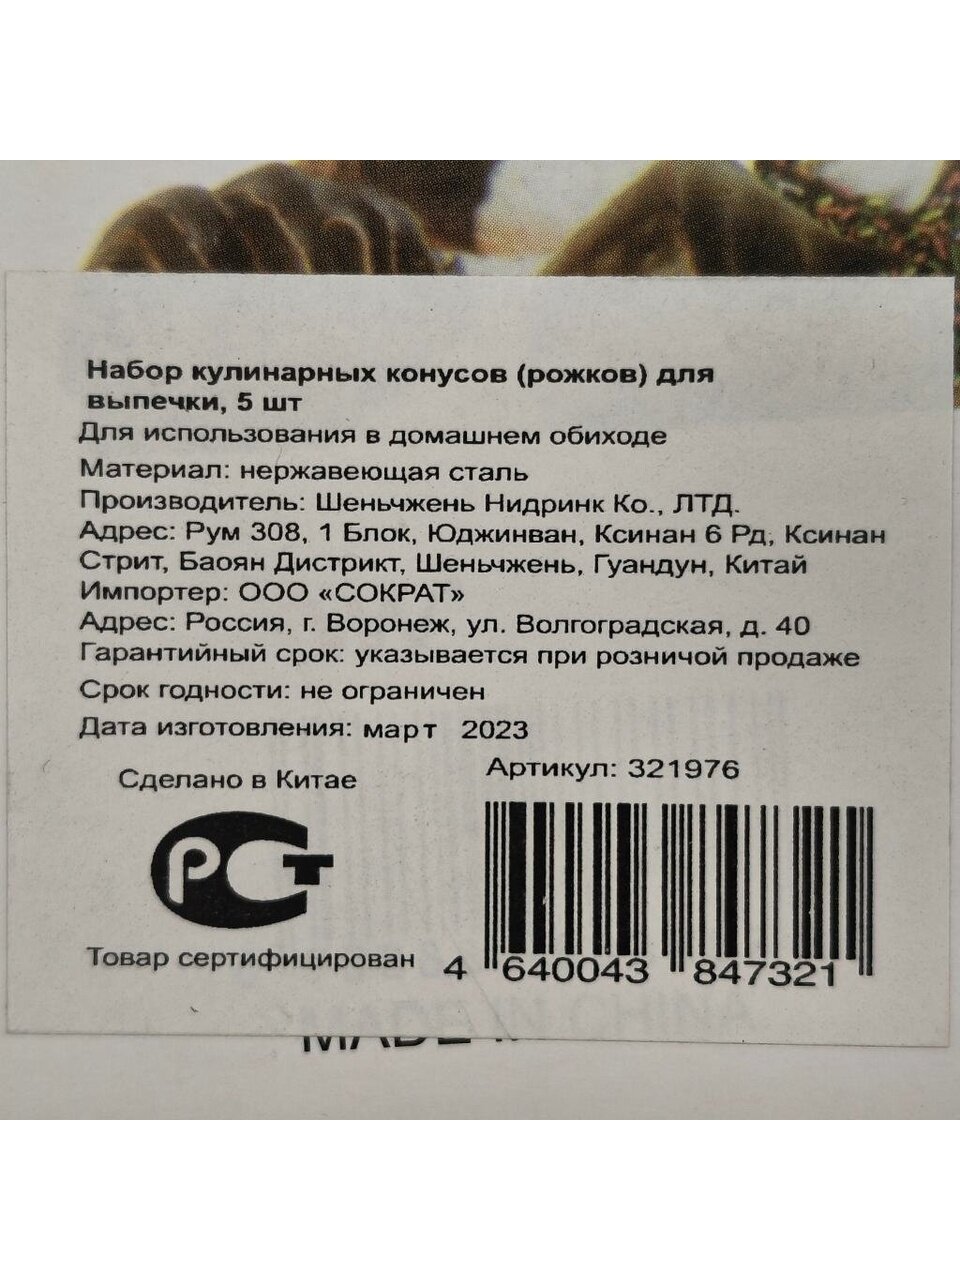 Набор кулинарных конусов (рожков) для
выпечки, 5 шт
Для использования в домашнем обиходе
Материал: нержавеющая сталь
Производитель: Шеньчжень Нидринк Ко., ЛТД.
Адрес: Рум 308, 1 Блок, Юджинван, Ксинан 6 Рд, Ксинан
Стрит, Баоян Дистрикт, Шеньчжень, Гуандун, Китай
Импортер: ООО «СОКРАТ»
Адрес: Россия, г. Воронеж, ул. Волгоградская, д. 40
Гарантийный срок: указывается при розничой продаже
Срок годности: не ограничен
Дата изготовления: март 2023
Сделано в Китае
Артикул: 321976
РСТ
Товар сертифицирован
4 640043 847321
MADE IN CHINA